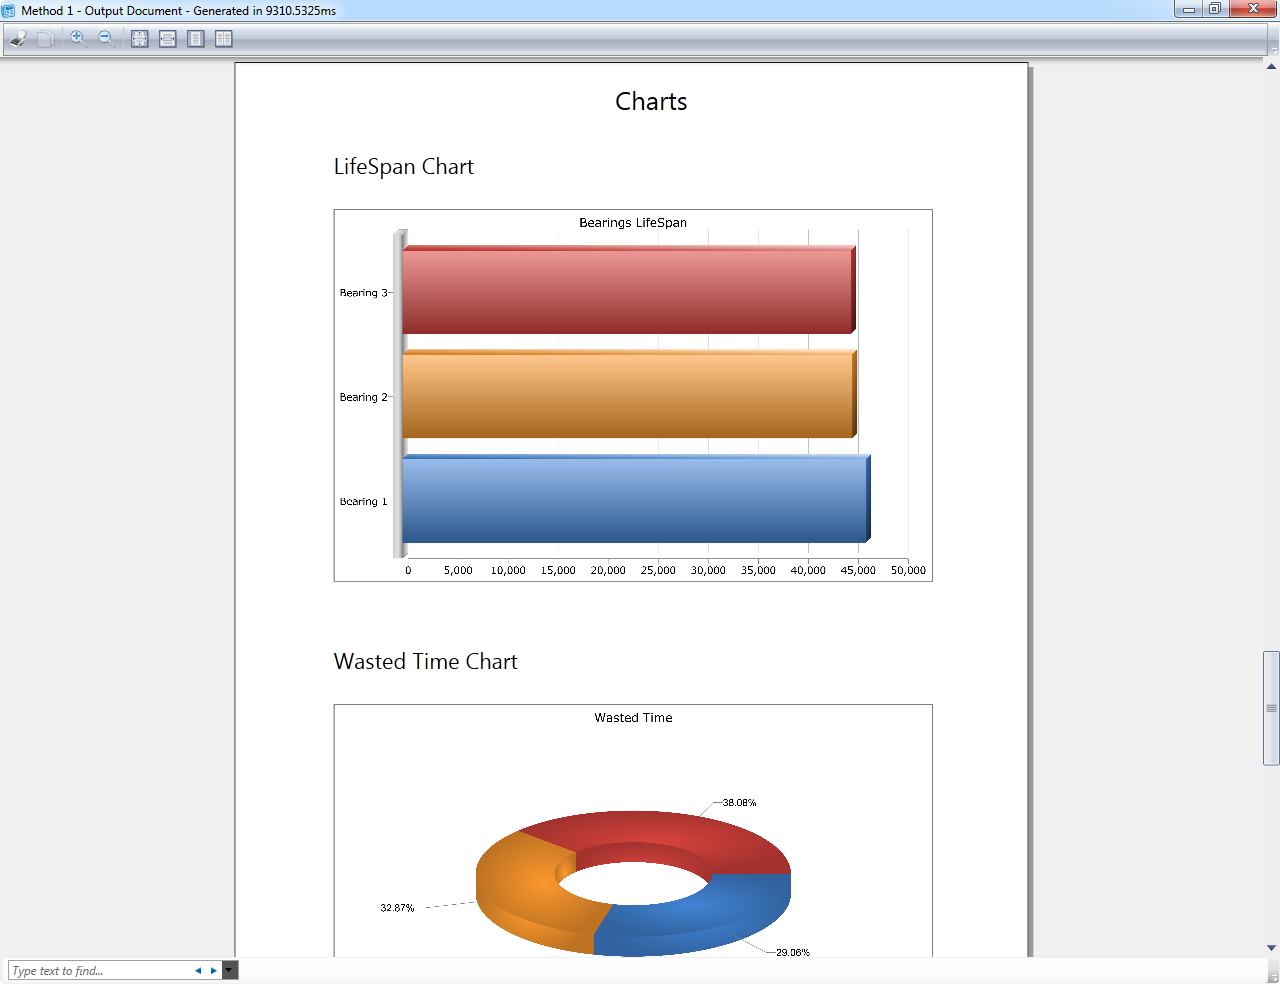 Method 1 - Output Document - Generated in 9310.5325ms
Charts
LifeSpan Chart
Bearings LifeSpan
Bearing 3
Bearing 2
Bearing 1
0 5,000 10,000 15,000 20,000 25,000 30,000 35,000 40,000 45,000 50,000
Wasted Time Chart
Wasted Time
38.08%
32.87%
29.06%
Type text to find...